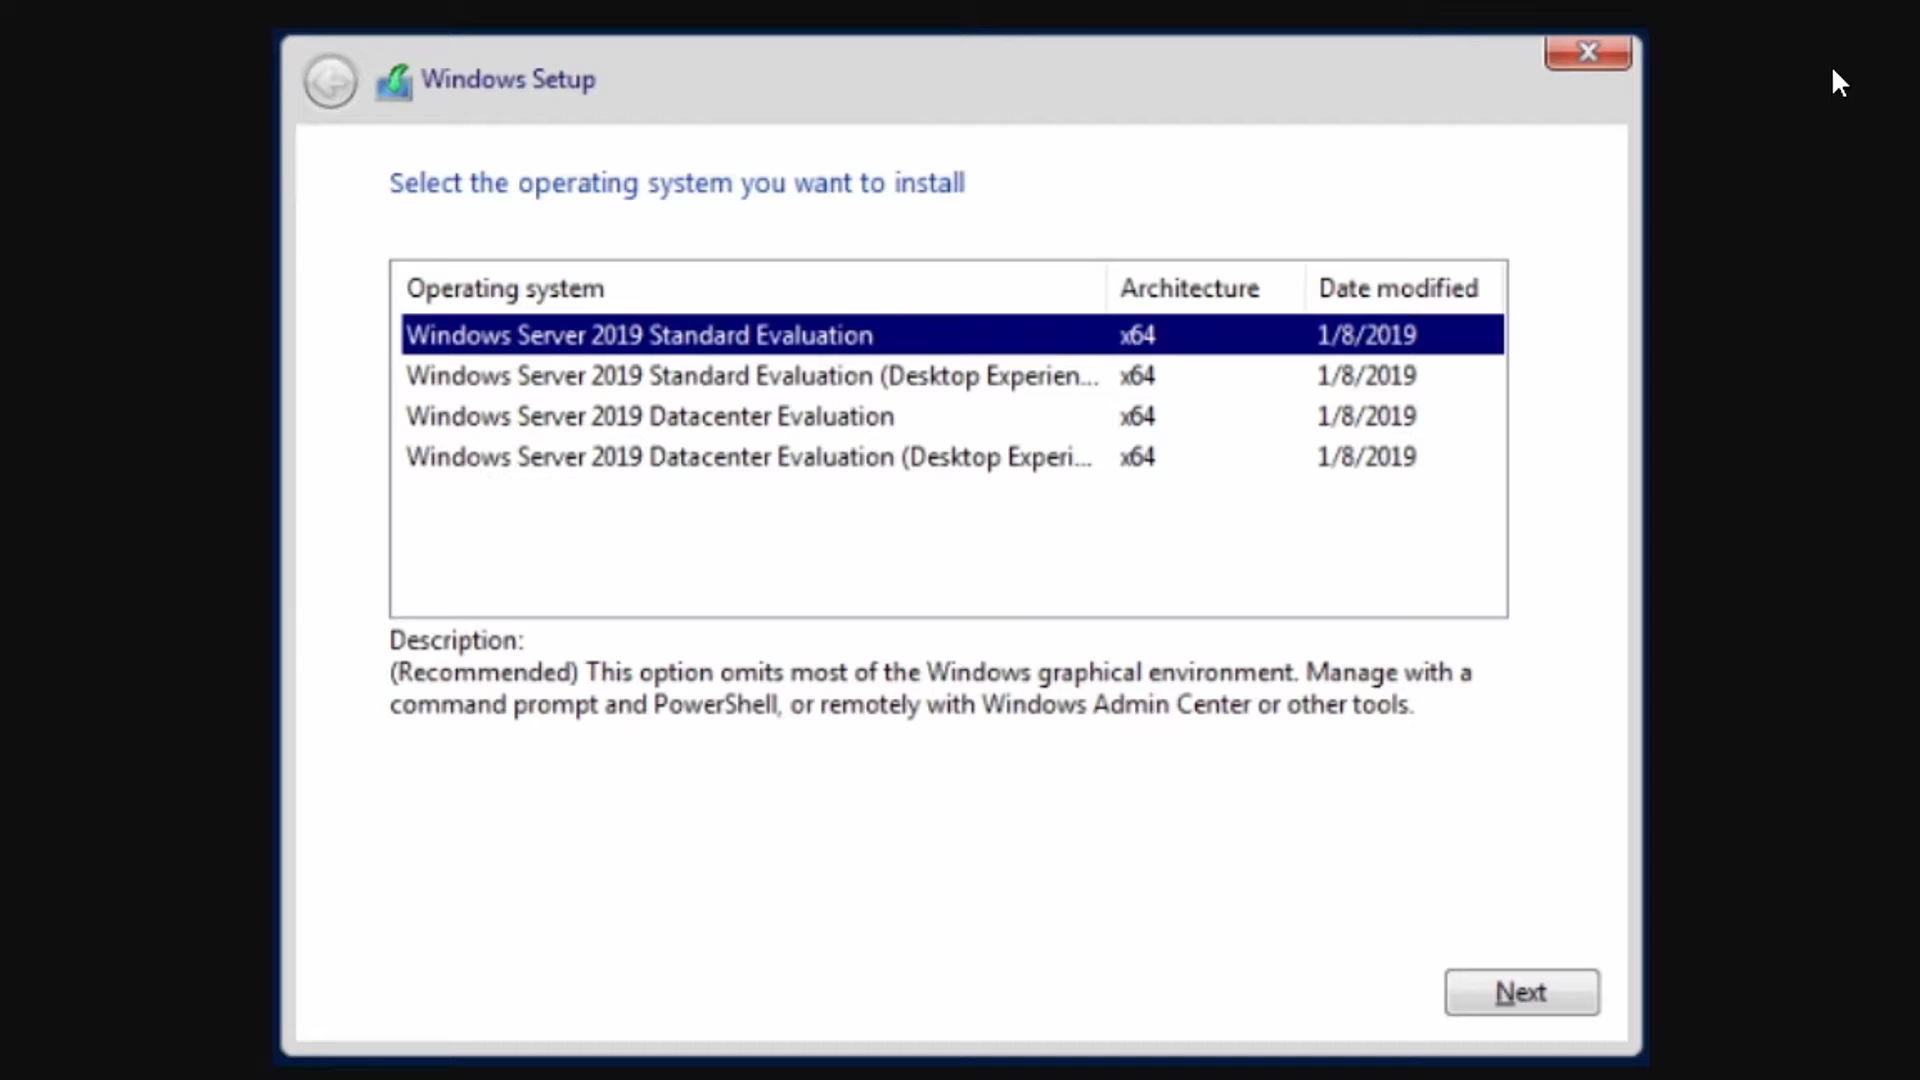 Windows Setup
Select the operating system you want to install
Operating system Architecture Date modified
Windows Server 2019 Standard Evaluation x64 1/8/2019
Windows Server 2019 Standard Evaluation (Desktop Experien... x64 1/8/2019
Windows Server 2019 Datacenter Evaluation x64 1/8/2019
Windows Server 2019 Datacenter Evaluation (Desktop Experi... x64 1/8/2019
Description:
(Recommended) This option omits most of the Windows graphical environment. Manage with a
command prompt and PowerShell, or remotely with Windows Admin Center or other tools.
Next